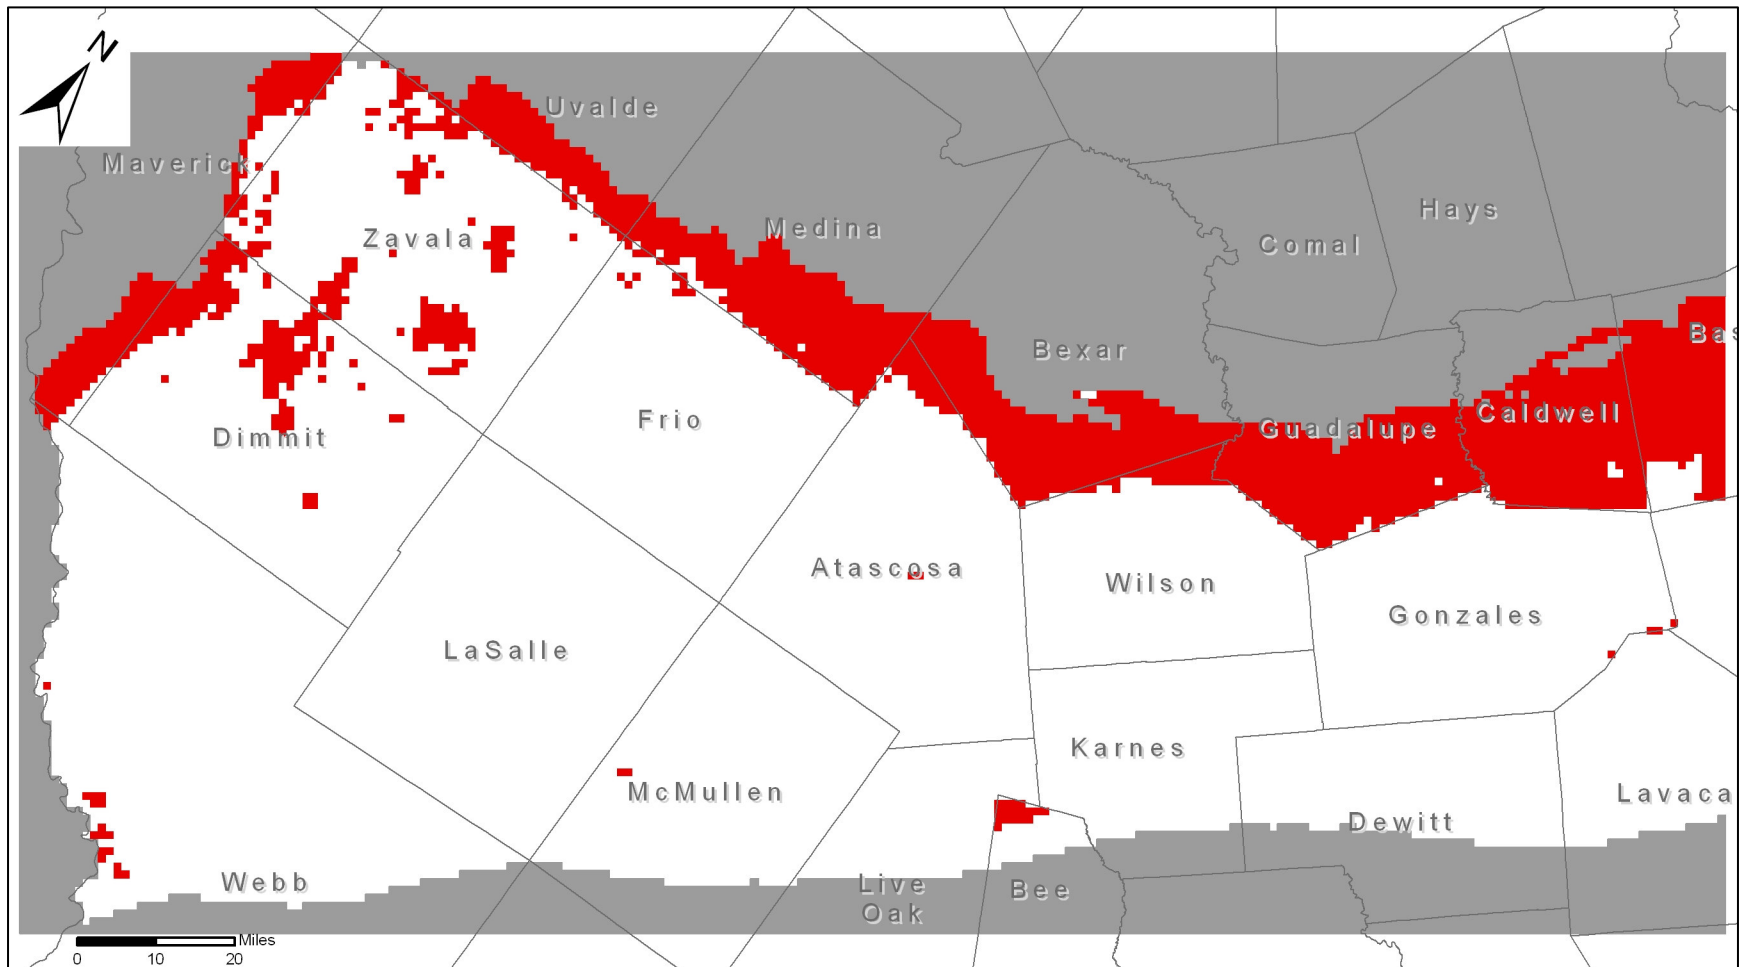 N
Uvalde
Maverick
Medina
Hays
Zavala
Comal
Bas
Bexar
Caldwell
Frio
Guadalupe
Dimmit
Atascosa
Wilson
Gonzales
LaSalle
Karnes
McMullen
Lavaca
Dewitt
Webb
Live
Oak
Bee
Miles
0 10 20